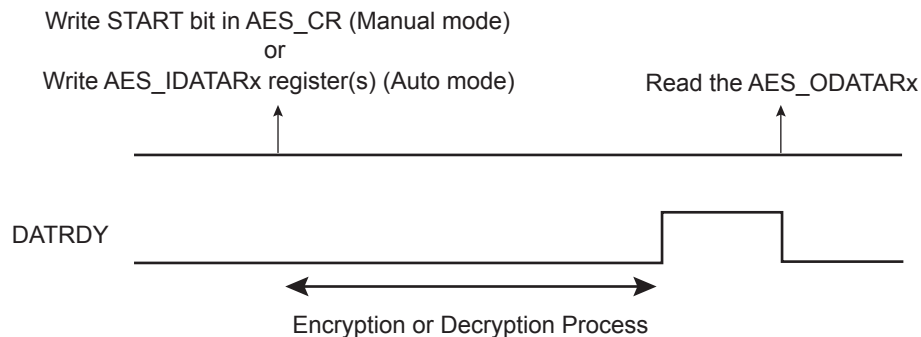 Write START bit in AES_CR (Manual mode)
or
Write AES_IDATARx register(s) (Auto mode)
Read the AES_ODATARx
DATRDY
Encryption or Decryption Process